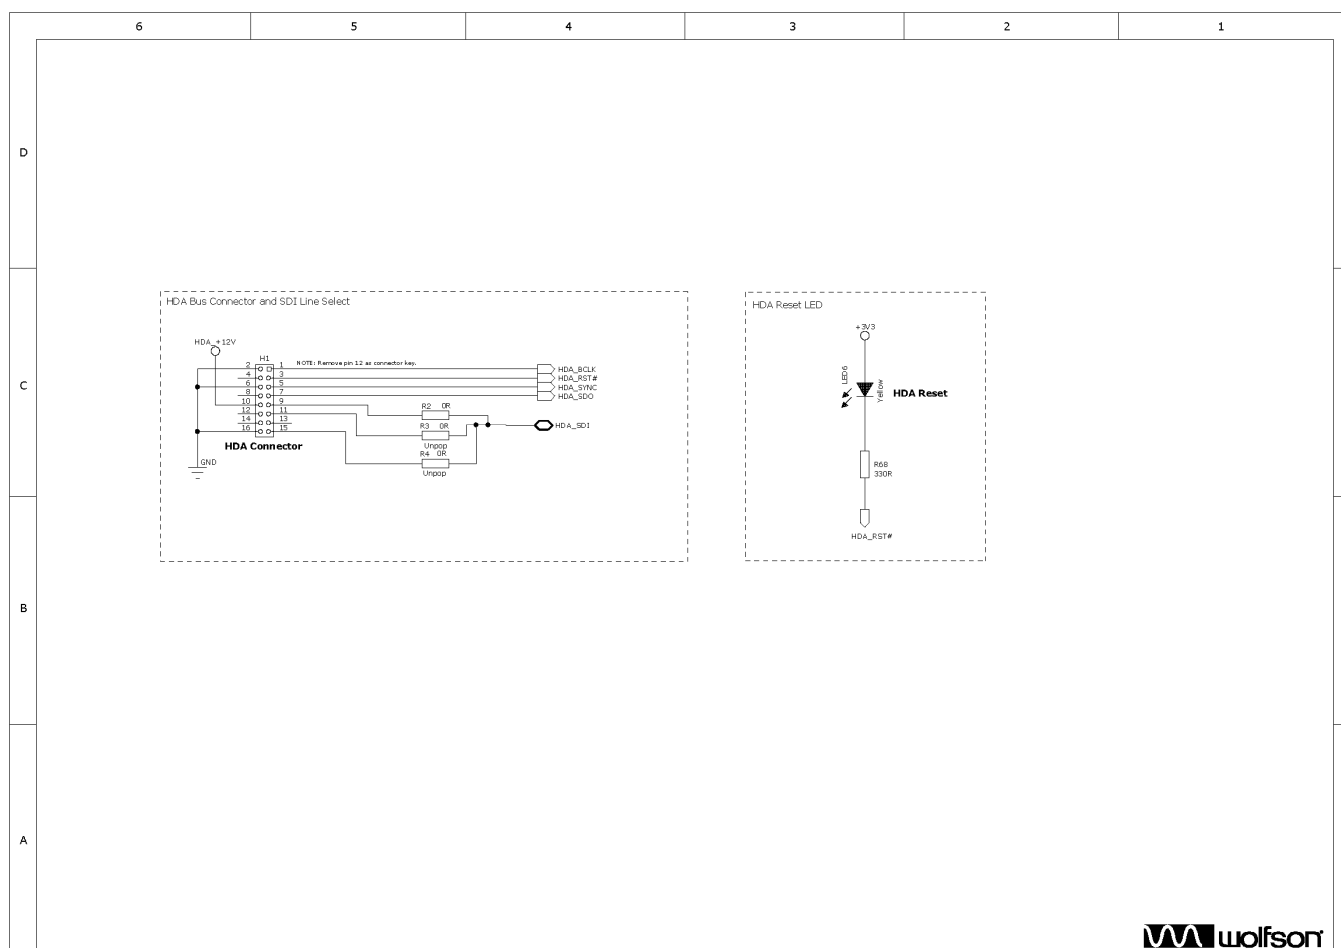 6 5 4 3 2 1
D
C
B
A
HDA Bus Connector and SDI Line Select
HDA_+12V
H1
NOTE: Remove pin 12 as connector key.
2 1
4 3
6 5
8 7
10 9
12 11
14 13
16 15
HDA_BCLK
HDA_RST#
HDA_SYNC
HDA_SDO
R2 0R
R3 0R
Unpop
R4 0R
Unpop
HDA_SDI
HDA Connector
GND
HDA Reset LED
+3V3
LED6
Yellow
HDA Reset
R68
330R
HDA_RST#
wolfson